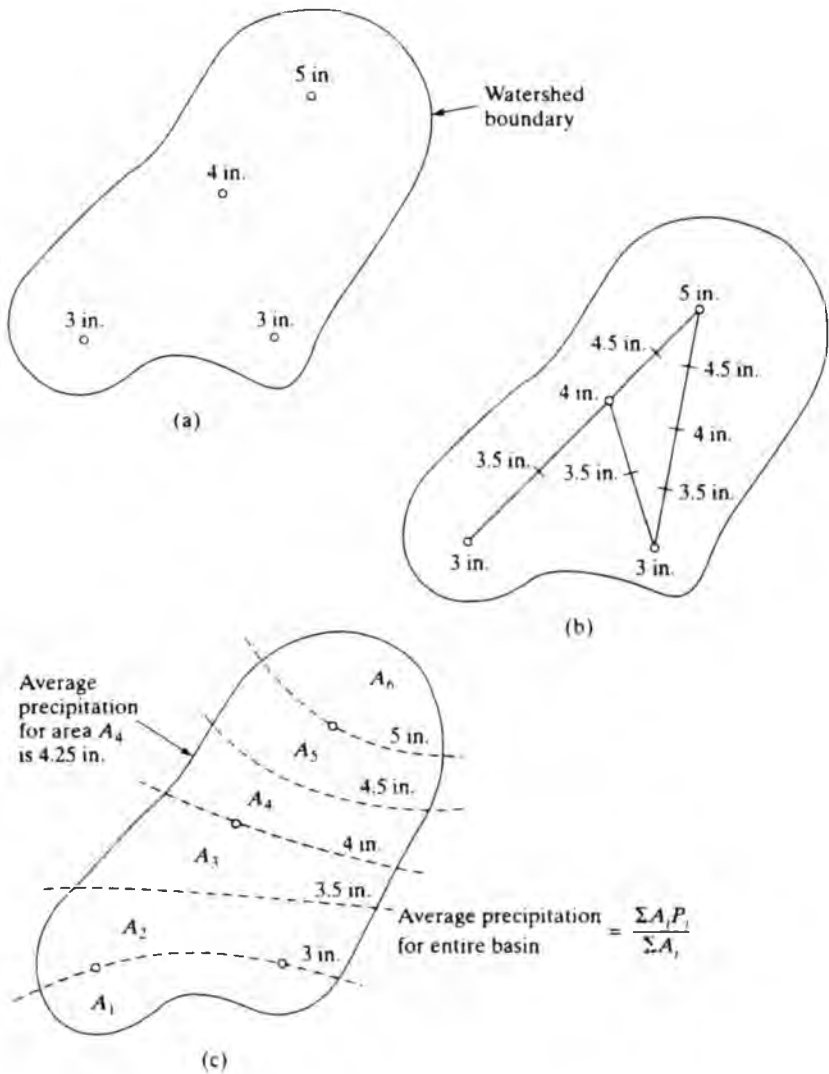 5 in.
Watershed
boundary
4 in.
3 in.
3 in.
(a)
5 in.
4.5 in.
4.5 in.
4 in.
4 in.
3.5 in.
3.5 in.
3.5 in.
3 in.
3 in.
(b)
Average
precipitation
for area A₄
is 4.25 in.
A₆
5 in.
A₅
4.5 in.
A₄
4 in.
A₃
3.5 in.
Average precipitation
for entire basin = ΣAᵢPᵢ / ΣAᵢ
A₂
3 in.
A₁
(c)